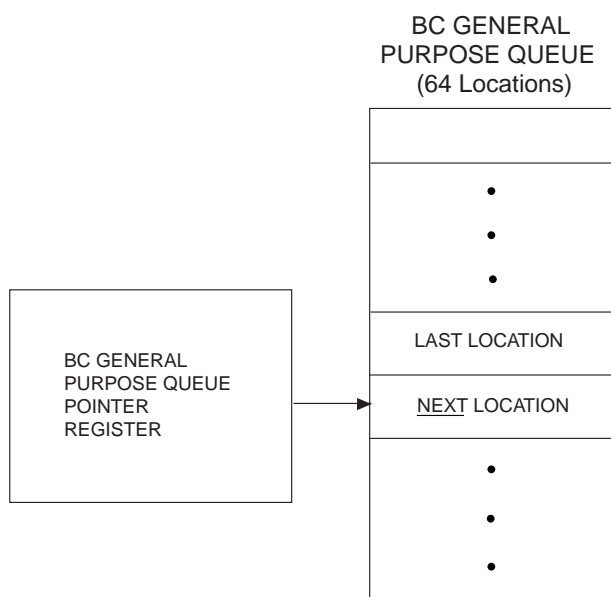 BC GENERAL
PURPOSE QUEUE
(64 Locations)
LAST LOCATION
BC GENERAL
PURPOSE QUEUE
POINTER
REGISTER
NEXT LOCATION